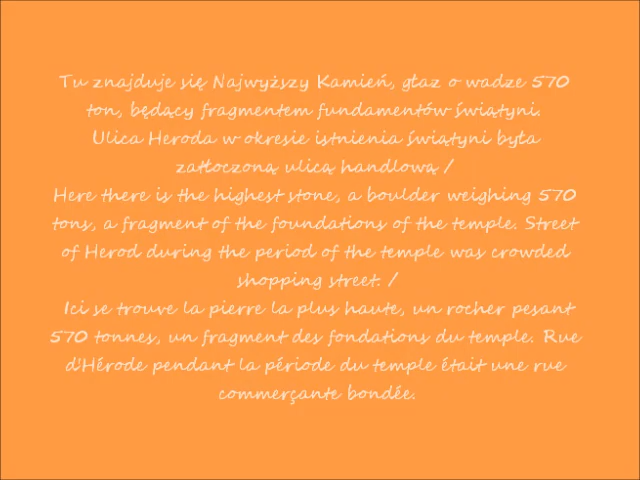 Tu znajduje się Najwyższy Kamień, głaz o wadze 570
ton, będący fragmentem fundamentów świątyni.
Ulica Heroda w okresie istnienia świątyni była
zatłoczoną ulicą handlową /
Here there is the highest stone, a boulder weighing 570
tons, a fragment of the foundations of the temple. Street
of Herod during the period of the temple was crowded
shopping street. /
Ici se trouve la pierre la plus haute, un rocher pesant
570 tonnes, un fragment des fondations du temple. Rue
d'Hérode pendant la période du temple était une rue
commerçante bondée.